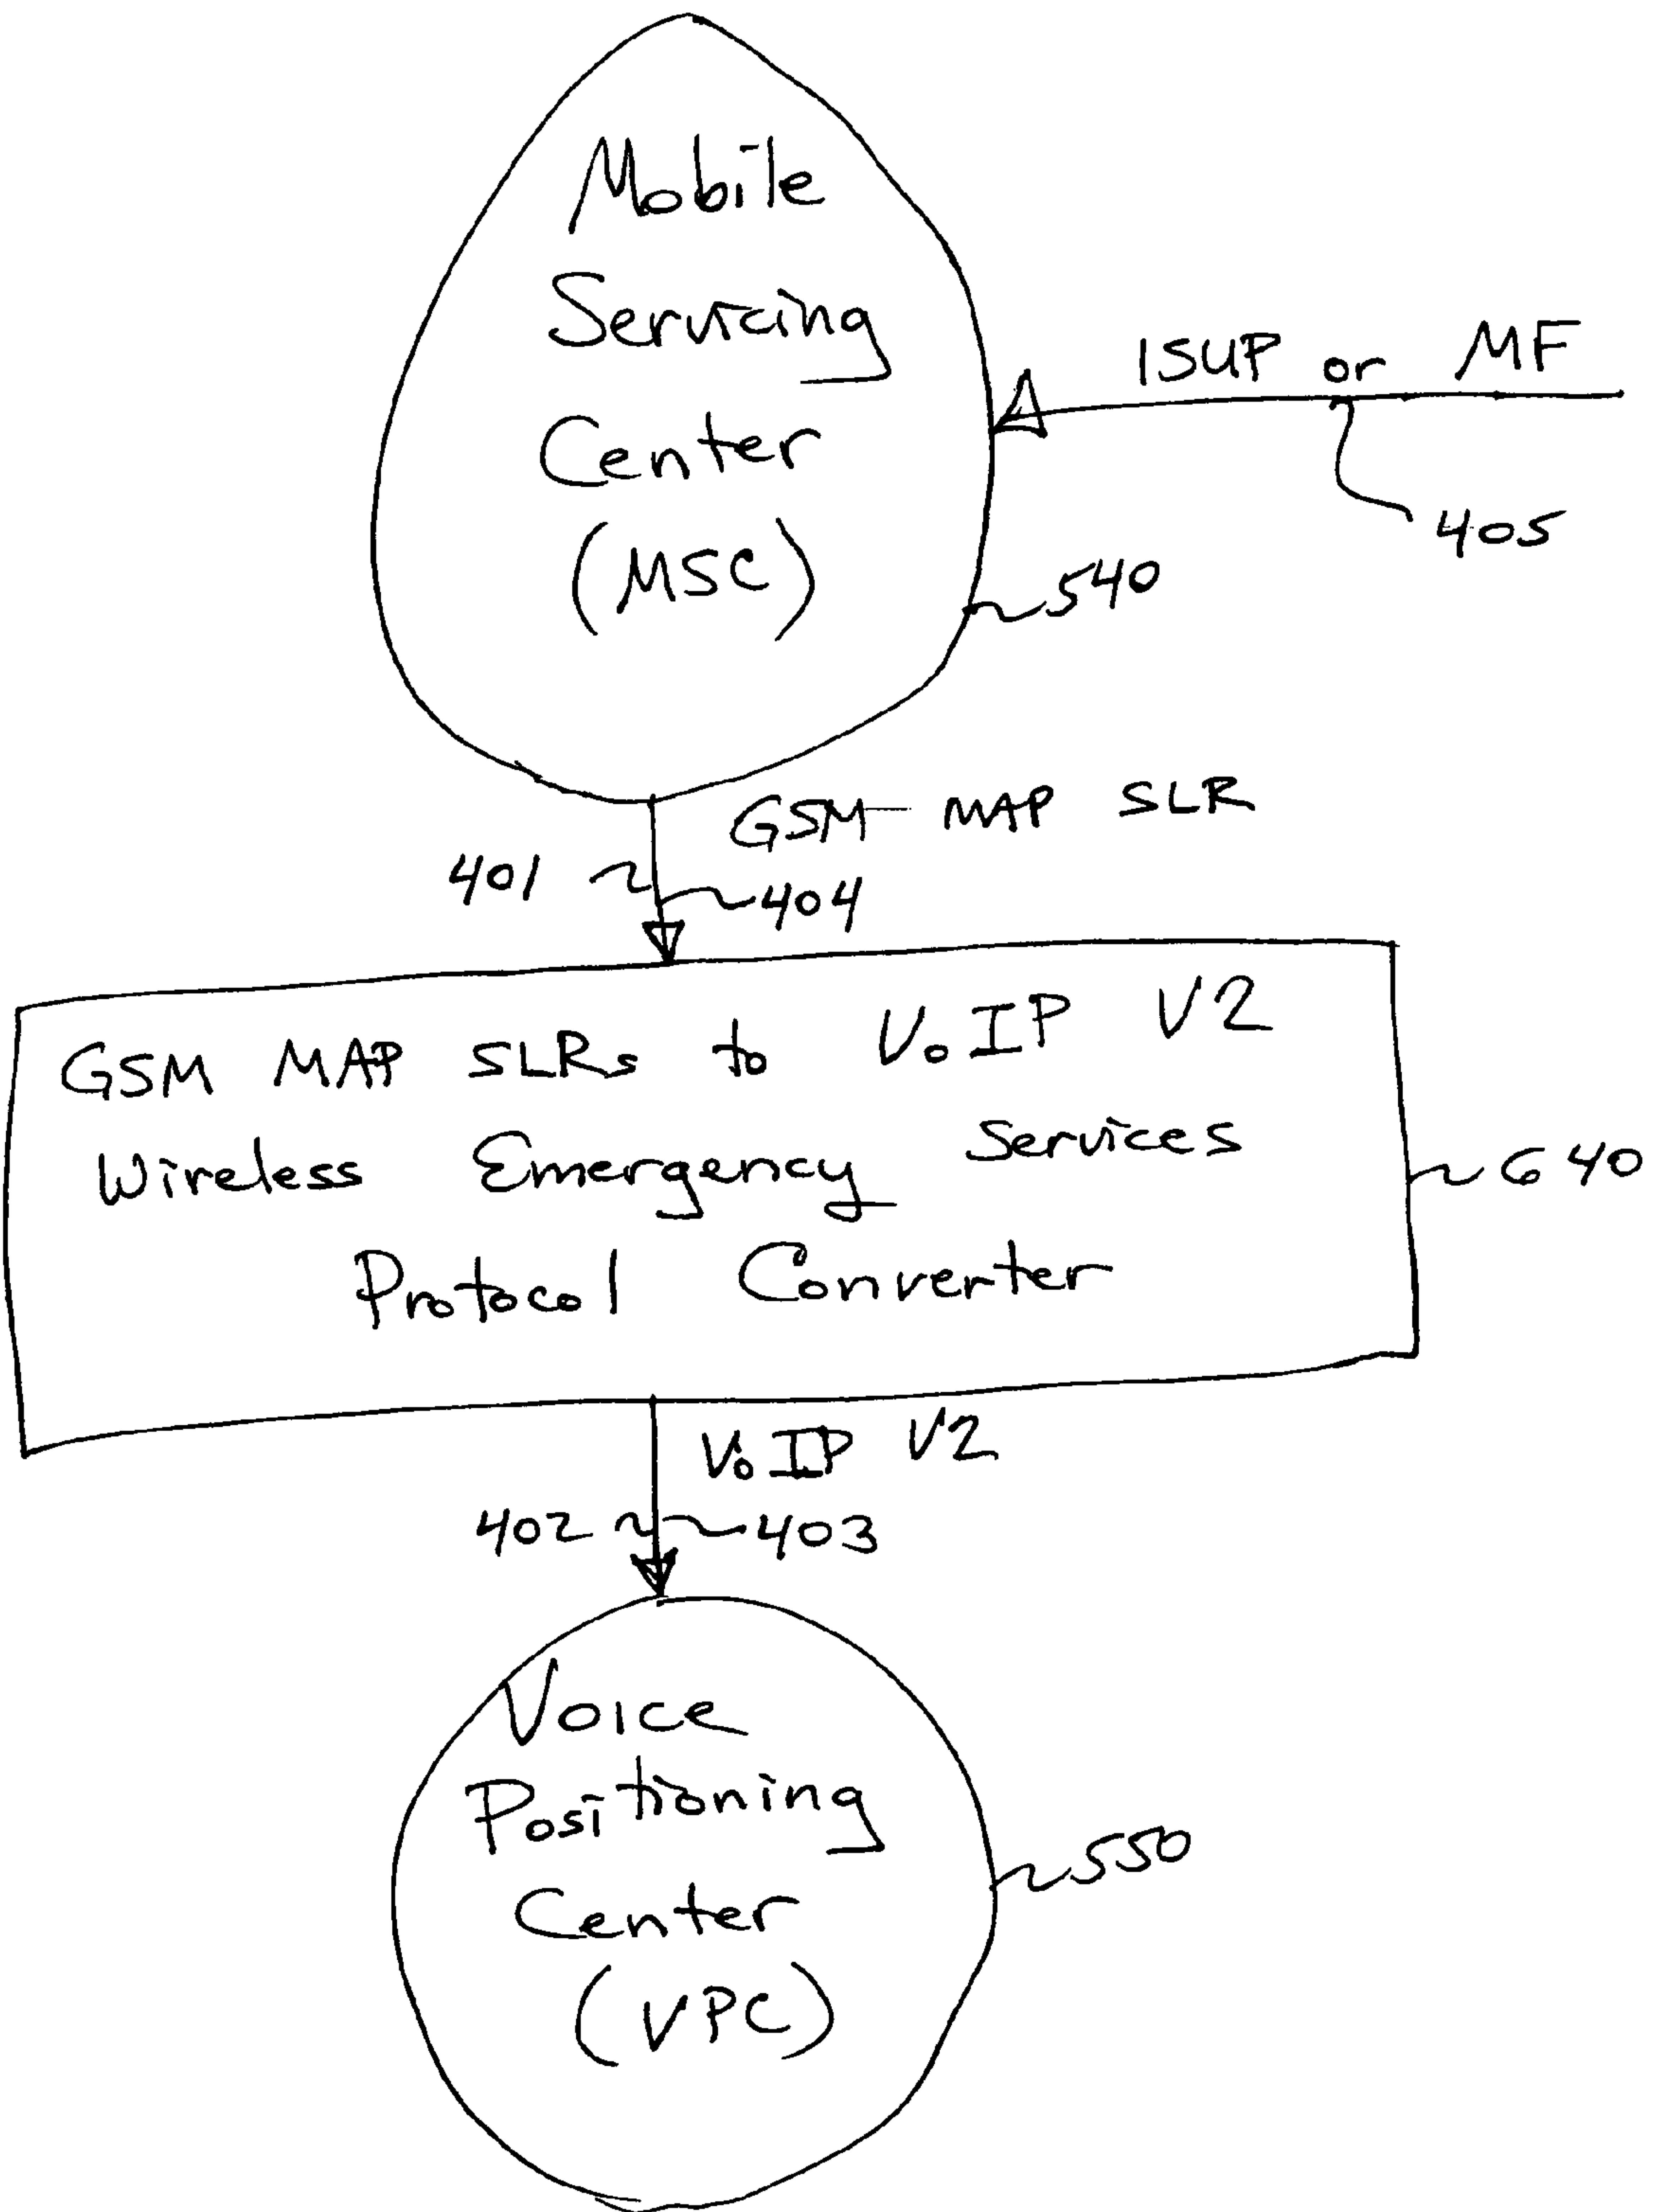 Mobile
Servicing
Center
(MSC)
ISUP or MF
405
540
GSM MAP SLR
401
404
GSM MAP SLRs to VoIP V2
Wireless Emergency Services
Protocol Converter
640
VoIP V2
402
403
Voice
Positioning
Center
(VPC)
550